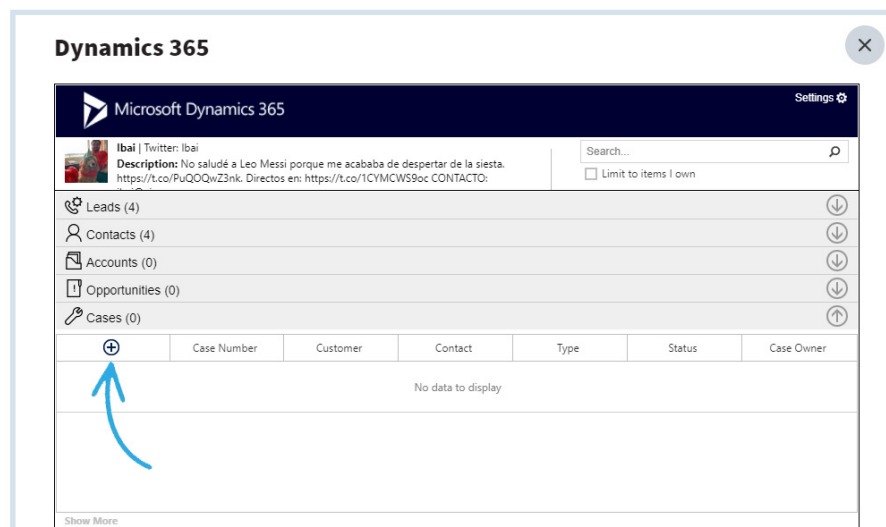 Dynamics 365
Microsoft Dynamics 365
Settings
Ibai | Twitter: Ibai
Description: No saludé a Leo Messi porque me acababa de despertar de la siesta.
https://t.co/PuQOQwZ3nk. Directos en: https://t.co/1CYMCWS9oc CONTACTO:
Search...
Limit to items I own
Leads (4)
Contacts (4)
Accounts (0)
Opportunities (0)
Cases (0)
Case Number Customer Contact Type Status Case Owner
No data to display
Show More